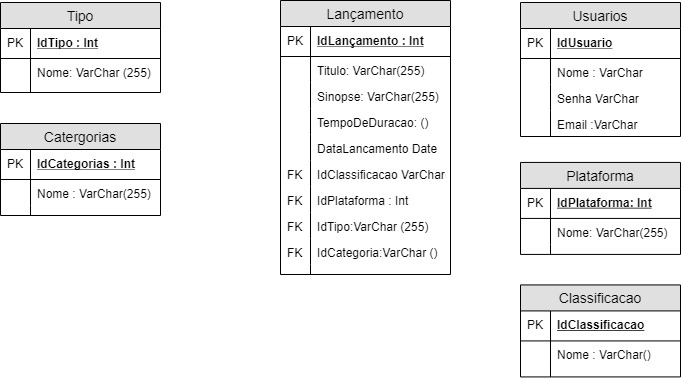 Tipo
PK IdTipo : Int
Nome: VarChar (255)
Catergorias
PK IdCategorias : Int
Nome : VarChar(255)
Lançamento
PK IdLançamento : Int
Titulo: VarChar(255)
Sinopse: VarChar(255)
TempoDeDuracao: ()
DataLancamento Date
FK IdClassificacao VarChar
FK IdPlataforma : Int
FK IdTipo:VarChar (255)
FK IdCategoria:VarChar ()
Usuarios
PK IdUsuario
Nome : VarChar
Senha VarChar
Email :VarChar
Plataforma
PK IdPlataforma: Int
Nome: VarChar(255)
Classificacao
PK IdClassificacao
Nome : VarChar()